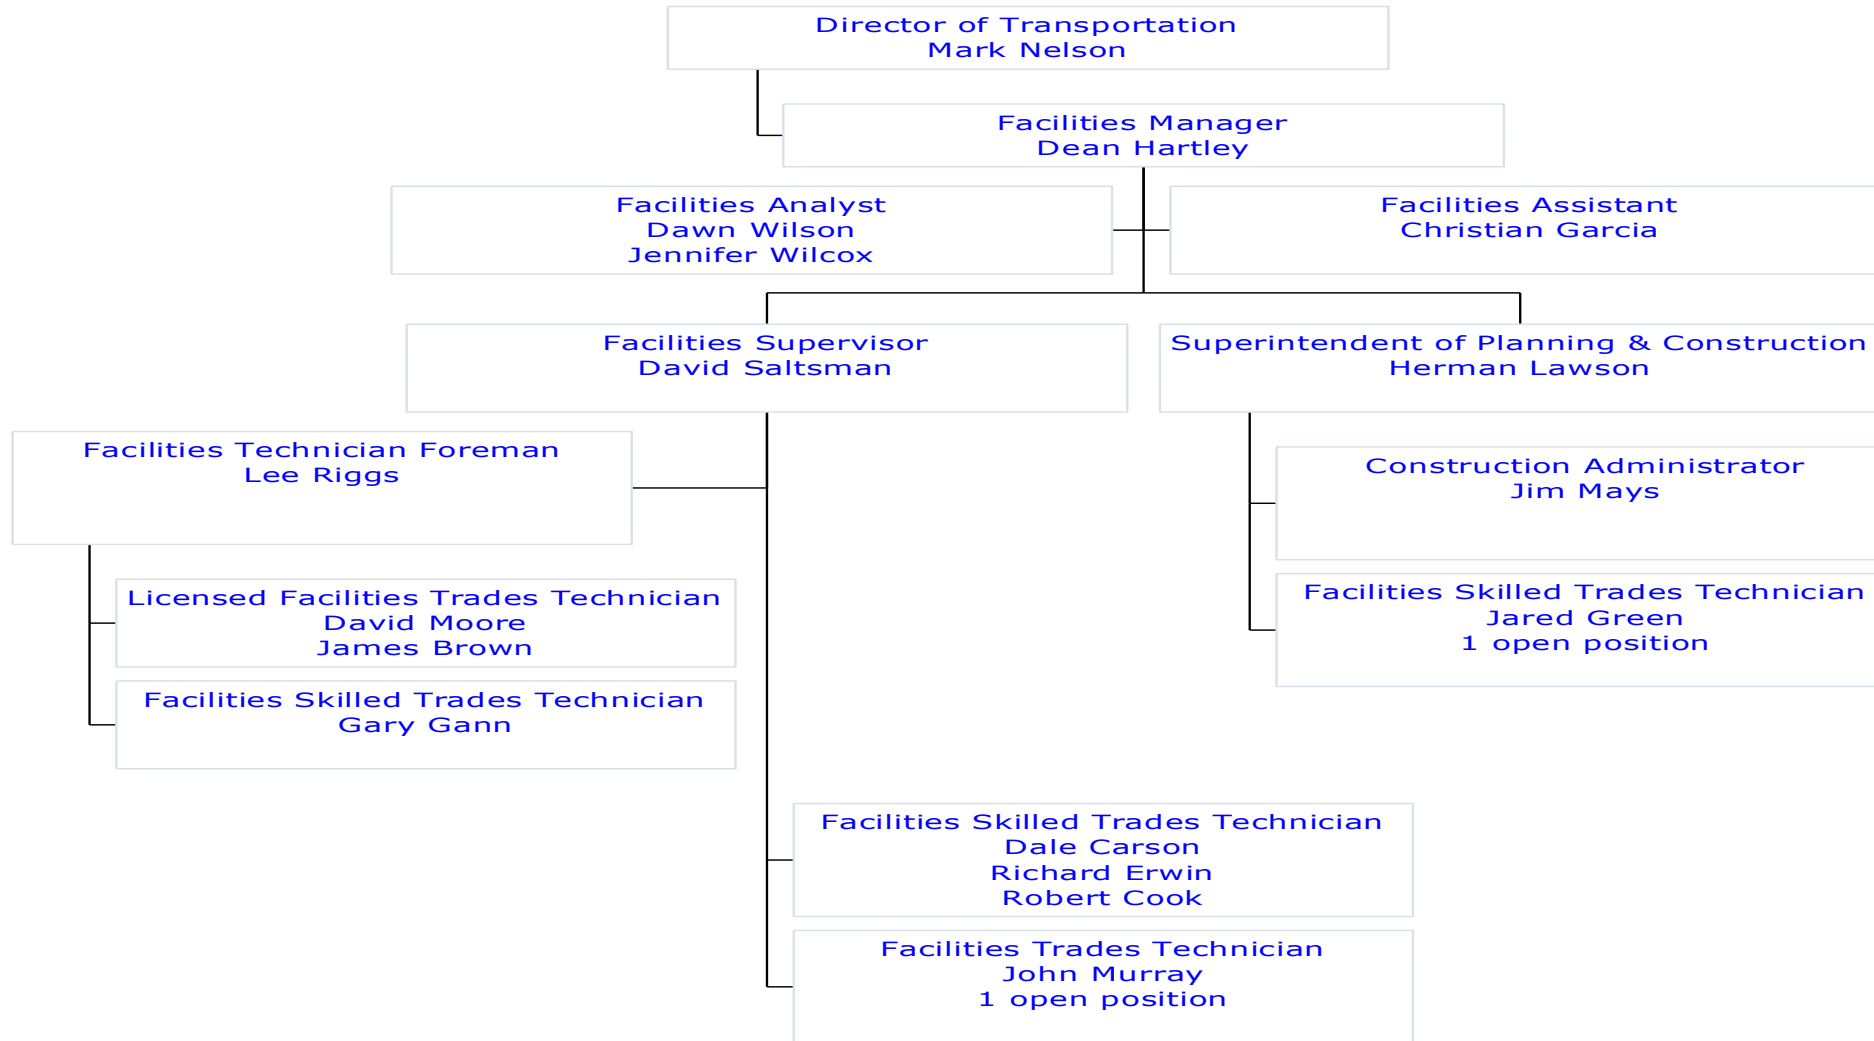 Director of Transportation
Mark Nelson
Facilities Manager
Dean Hartley
Facilities Analyst
Dawn Wilson
Jennifer Wilcox
Facilities Assistant
Christian Garcia
Facilities Supervisor
David Saltsman
Superintendent of Planning & Construction
Herman Lawson
Facilities Technician Foreman
Lee Riggs
Licensed Facilities Trades Technician
David Moore
James Brown
Facilities Skilled Trades Technician
Gary Gann
Facilities Skilled Trades Technician
Dale Carson
Richard Erwin
Robert Cook
Facilities Trades Technician
John Murray
1 open position
Construction Administrator
Jim Mays
Facilities Skilled Trades Technician
Jared Green
1 open position